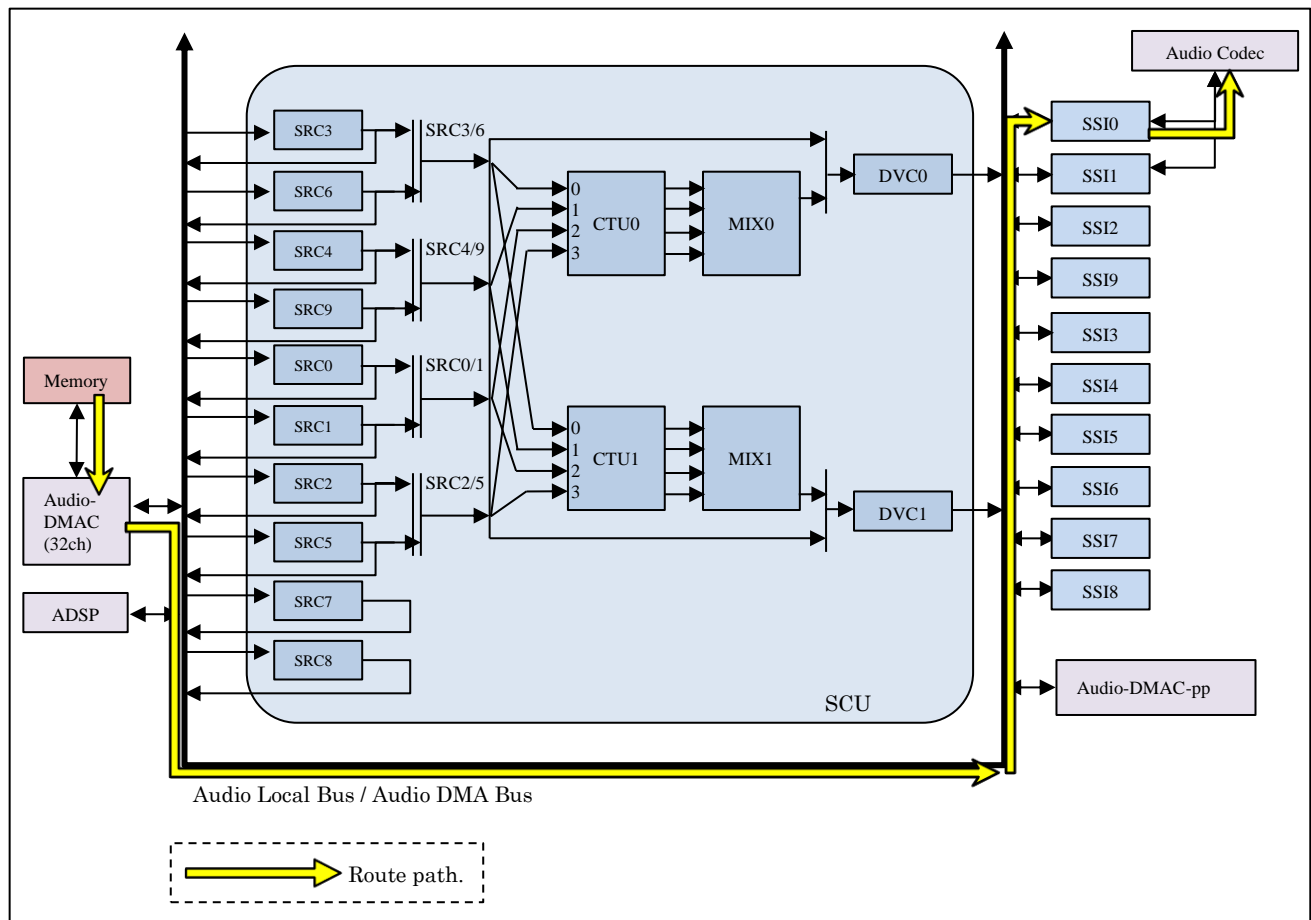 Audio Codec
SRC3
SRC3/6
SSI0
SSI1
SRC6
DVC0
0
1
2
3
CTU0
MIX0
SSI2
SRC4
SRC4/9
SSI9
SRC9
SSI3
SRC0
SRC0/1
Memory
SSI4
SRC1
0
1
2
3
CTU1
MIX1
SSI5
SRC2
SRC2/5
SSI6
Audio-
DMAC
(32ch)
DVC1
SRC5
SSI7
SSI8
SRC7
ADSP
SRC8
Audio-DMAC-pp
SCU
Audio Local Bus / Audio DMA Bus
Route path.